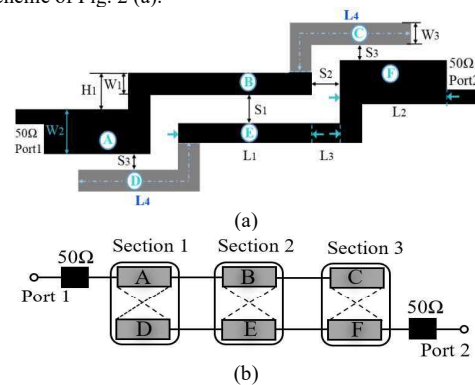 scheme of Fig. 2 (a).
L4
W3
C
S3
50Ω
Port2
H1
W1
B
S2
F
W2
S1
L2
50Ω
Port1
A
E
S3
L1
L3
D
L4
(a)
Section 1
Section 2
Section 3
50Ω
A
B
C
Port 1
50Ω
D
E
F
Port 2
(b)